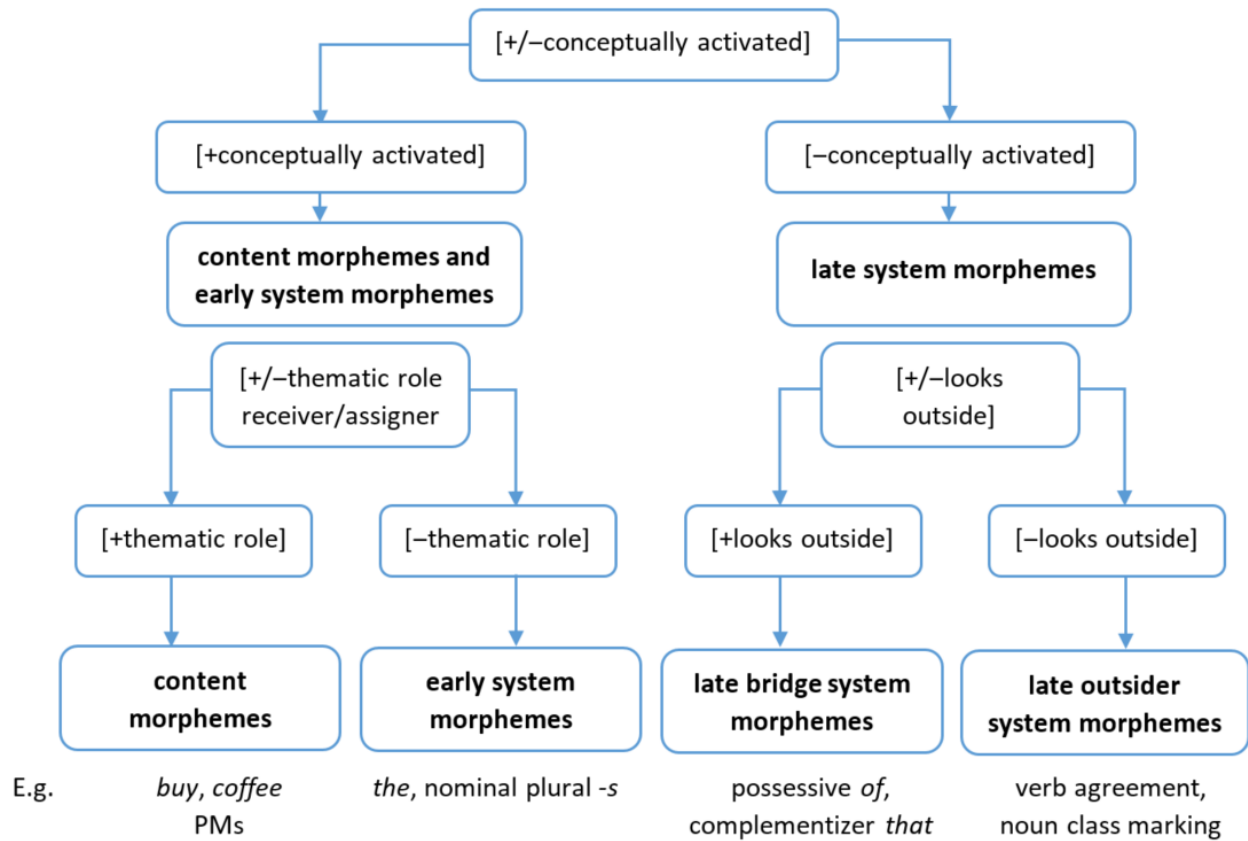 [+/–conceptually activated]
[+conceptually activated]
[–conceptually activated]
content morphemes and
early system morphemes
late system morphemes
[+/–thematic role
receiver/assigner
[+/–looks
outside]
[+thematic role]
[–thematic role]
[+looks outside]
[–looks outside]
content
morphemes
early system
morphemes
late bridge system
morphemes
late outsider
system morphemes
E.g.
buy, coffee
PMs
the, nominal plural -s
possessive of,
complementizer that
verb agreement,
noun class marking